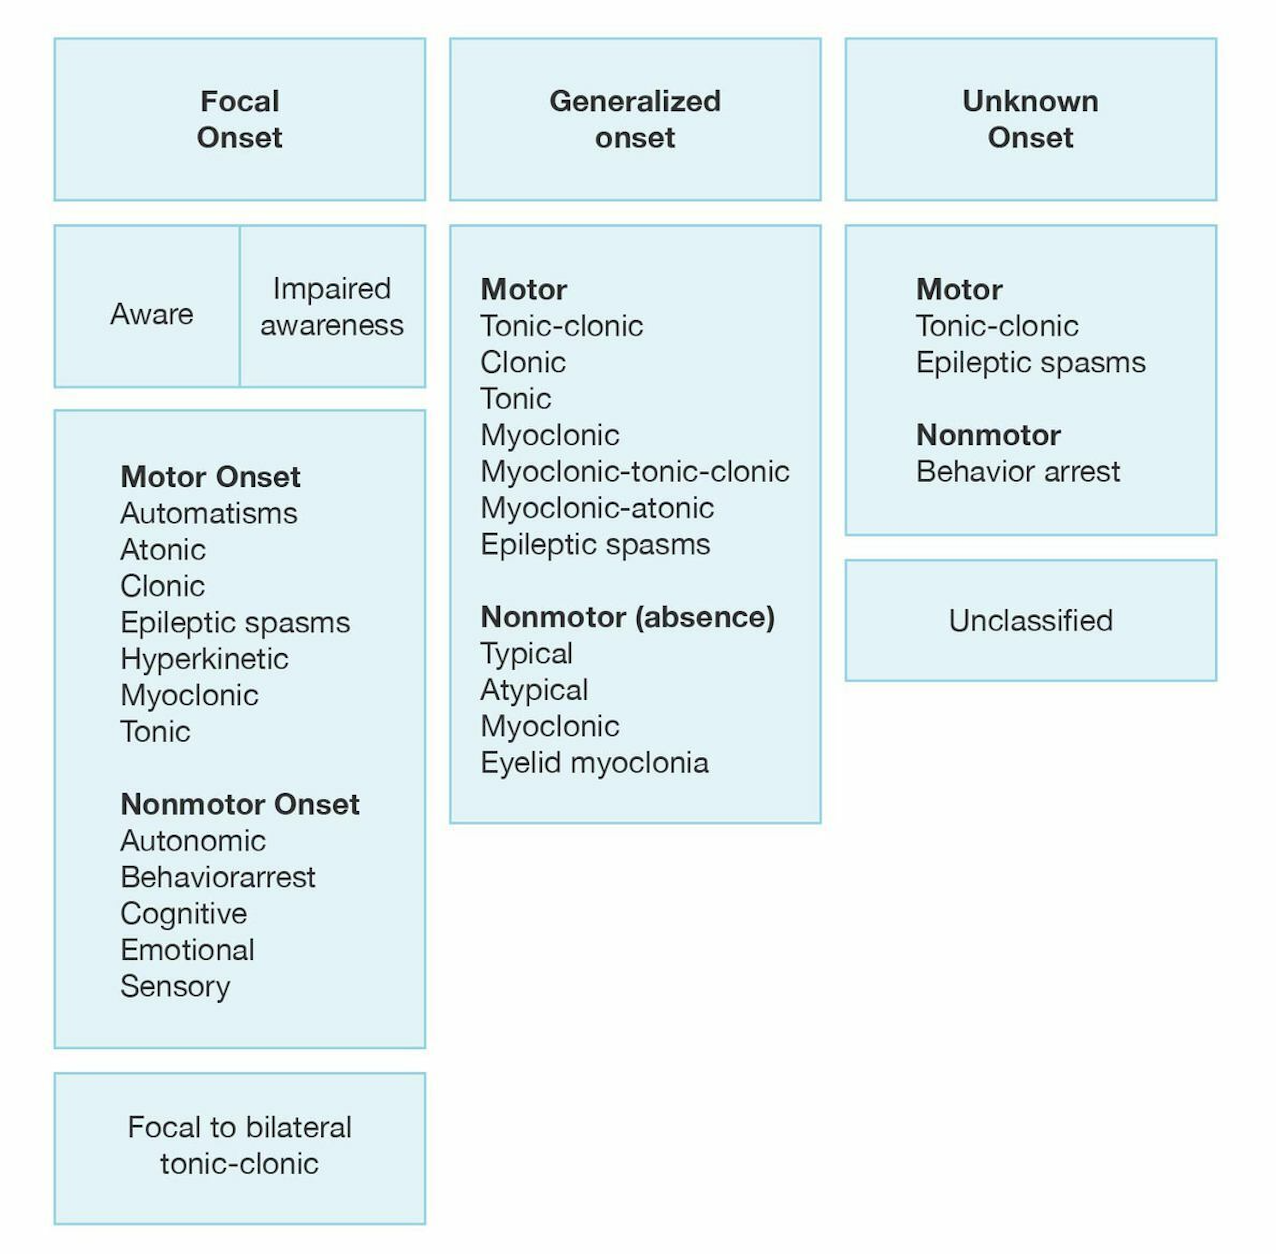 Focal
Onset
Generalized
onset
Unknown
Onset
Aware
Impaired
awareness
Motor Onset
Automatisms
Atonic
Clonic
Epileptic spasms
Hyperkinetic
Myoclonic
Tonic
Nonmotor Onset
Autonomic
Behaviorarrest
Cognitive
Emotional
Sensory
Focal to bilateral
tonic-clonic
Motor
Tonic-clonic
Clonic
Tonic
Myoclonic
Myoclonic-tonic-clonic
Myoclonic-atonic
Epileptic spasms
Nonmotor (absence)
Typical
Atypical
Myoclonic
Eyelid myoclonia
Motor
Tonic-clonic
Epileptic spasms
Nonmotor
Behavior arrest
Unclassified